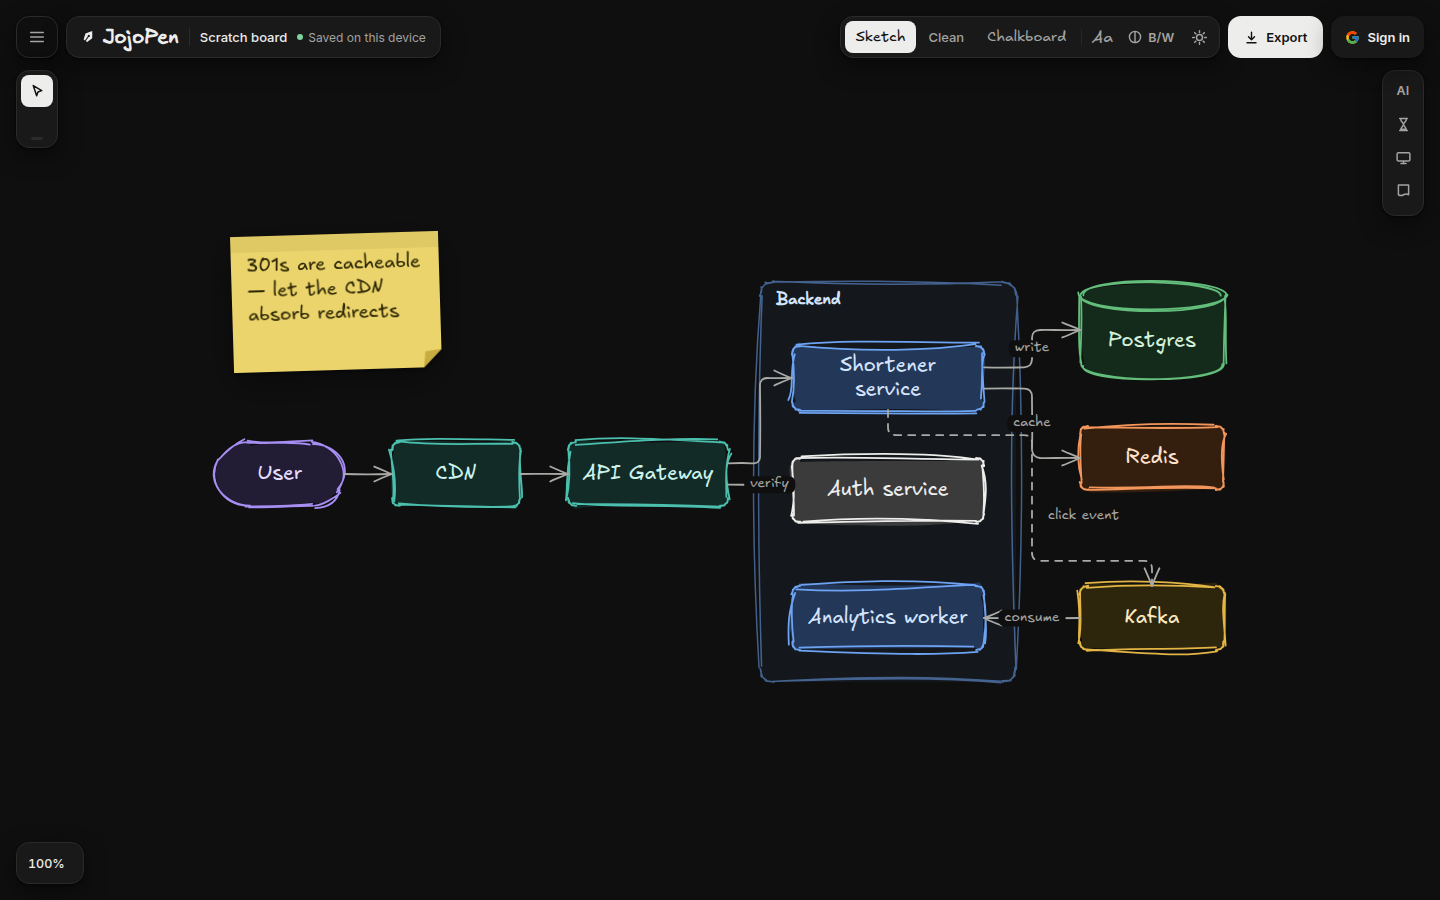 JojoPen
Scratch board
Saved on this device
Sketch
Clean
Chalkboard
Aa
B/W
Export
Sign in
AI
301s are cacheable
— let the CDN
absorb redirects
Backend
Shortener
service
write
Postgres
cache
User
CDN
API Gateway
verify
Auth service
Redis
click event
Analytics worker
consume
Kafka
100%